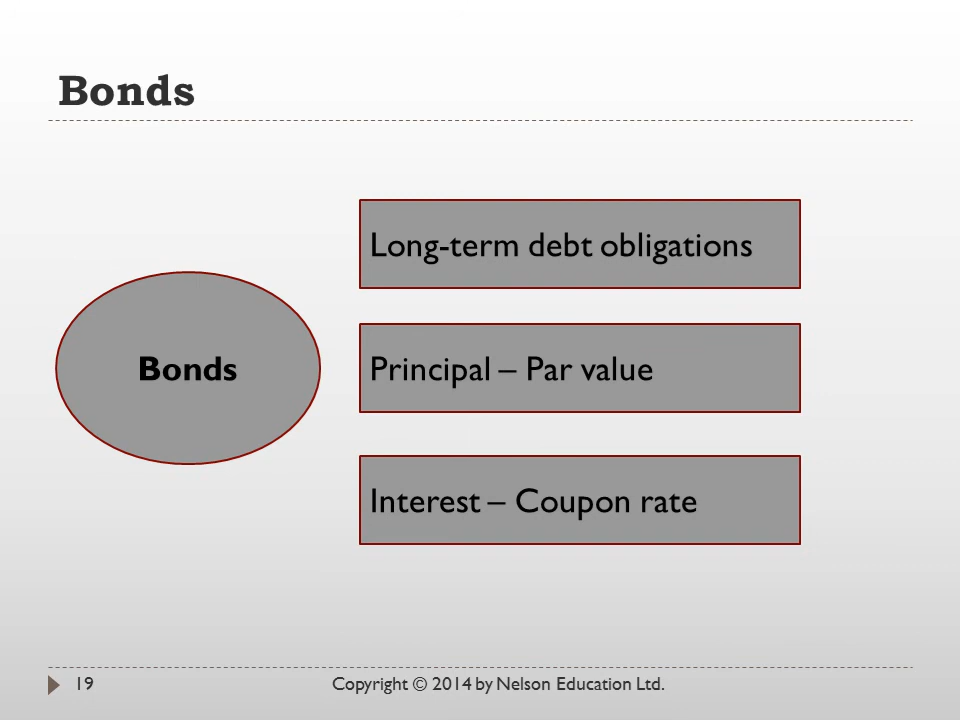 Bonds
Long-term debt obligations
Bonds
Principal – Par value
Interest – Coupon rate
19
Copyright © 2014 by Nelson Education Ltd.